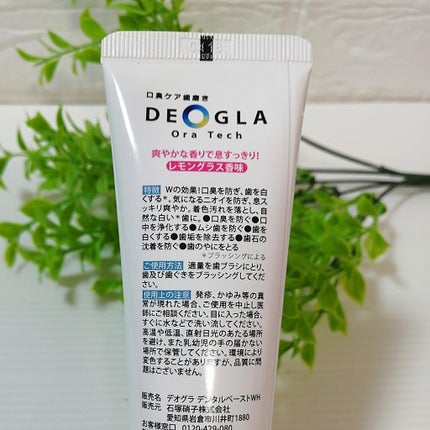 口臭ケア歯磨き
DEOGLA
Ora Tech
爽やかな香りで息すっきり!
レモングラス香味
特徴 Wの効果!口臭を防ぎ、歯を白
くする*。気になるニオイを防ぎ、息ス
ッキリ爽やか。着色汚れを落とし、自
然な白い*歯に。●口臭を防ぐ●口
中を浄化する●ムシ歯を防ぐ●歯
を白くする●歯垢を除去する●歯石の
沈着を防ぐ●歯のやにをとる
*ブラッシングによる
ご使用方法 適量を歯ブラシにとり、
歯及び歯ぐきをブラッシングしてくだ
さい。
使用上の注意 発疹、かゆみ等の異
常が現れた場合、ご使用を中止し医
師にご相談ください。目に入った場合、
すぐに水などで洗い流してください。
高温や低温、直射日光のあたる場所
を避け、また乳幼児の手の届かない
場所で保管してください。環境により
変色することがありますが、品質に問
題はございません。
販売名 デオグラ デンタルペーストWH
販売元 石塚硝子株式会社
愛知県岩倉市川井町1880
お客様窓口 0120-429-080